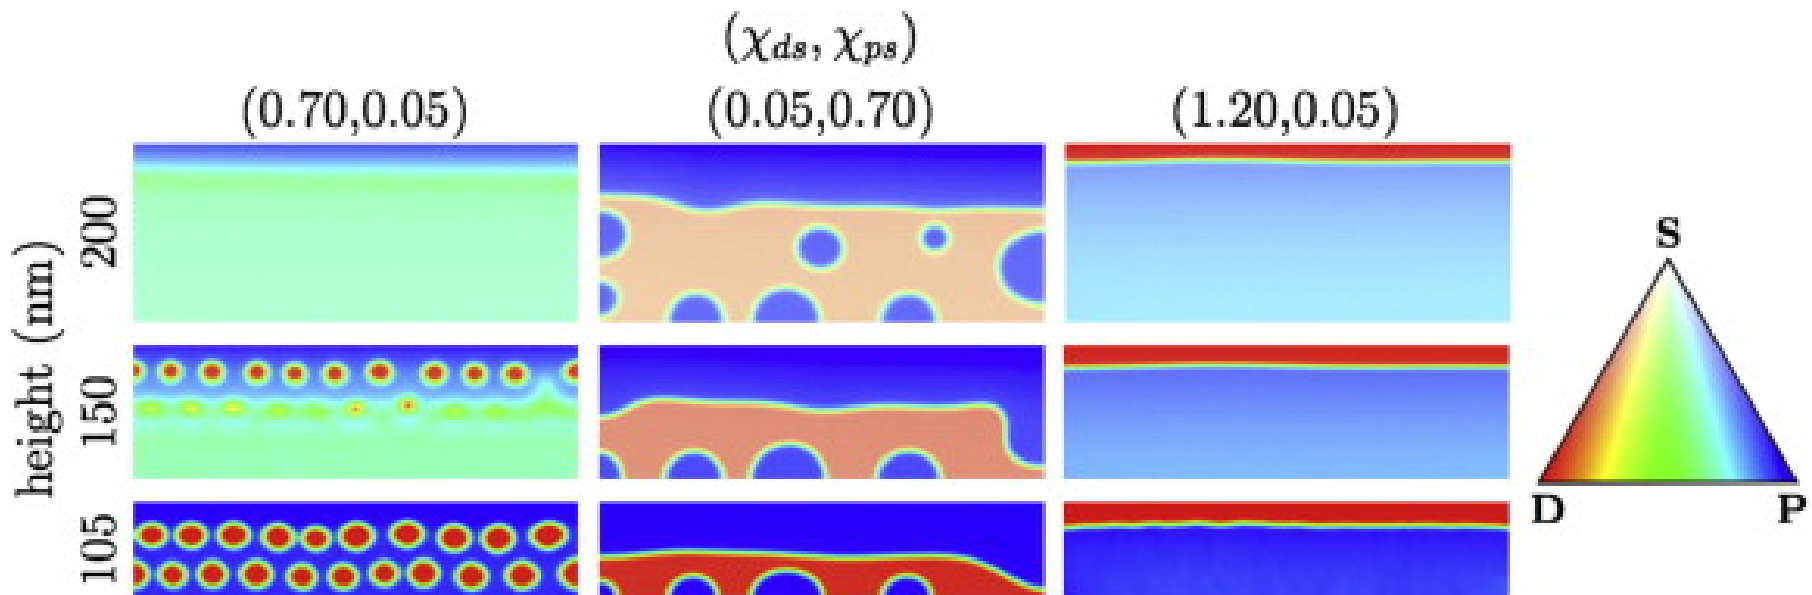 (χds, χps)
(0.70,0.05) (0.05,0.70) (1.20,0.05)
height (nm)
200
150
105
S
D P